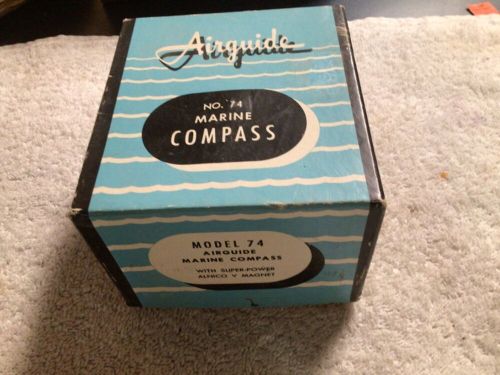 Airguide
NO. 74
MARINE
COMPASS
MODEL 74
AIRGUIDE
MARINE COMPASS
WITH SUPER-POWER
ALNICO V MAGNET